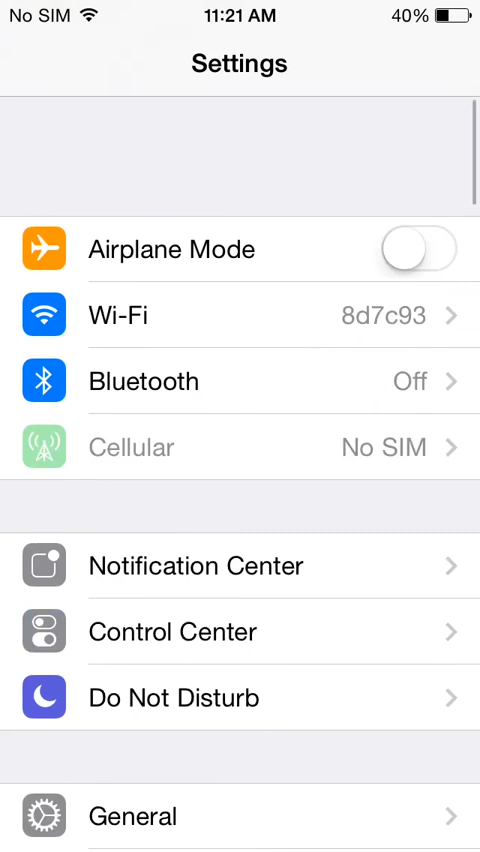 No SIM 11:21 AM 40%
Settings
Airplane Mode
Wi-Fi 8d7c93
Bluetooth Off
Cellular No SIM
Notification Center
Control Center
Do Not Disturb
General